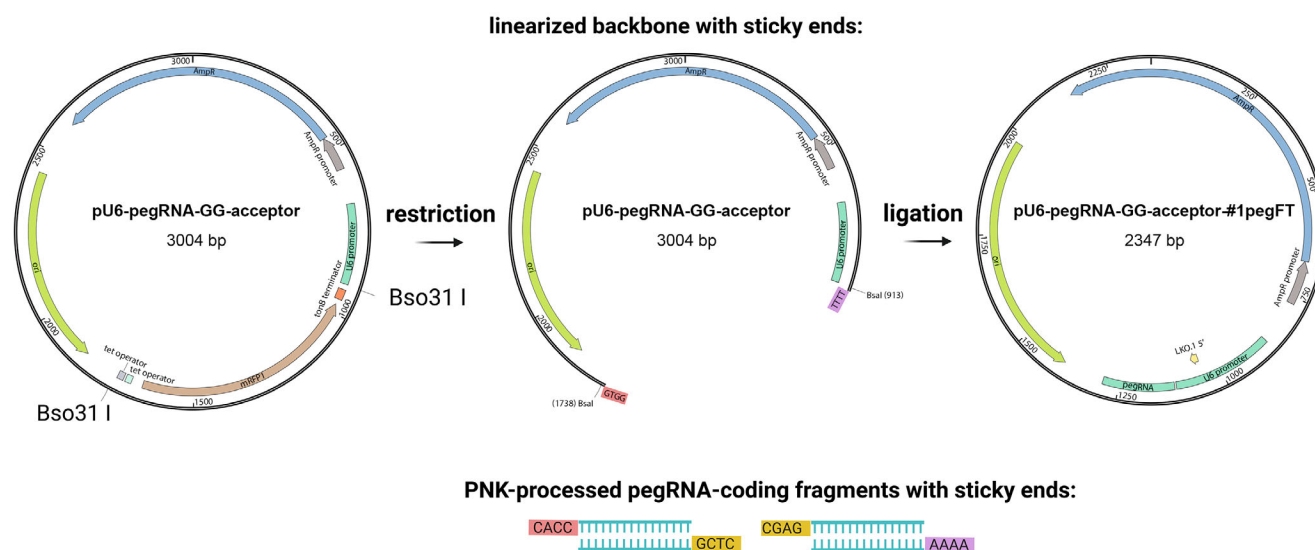 linearized backbone with sticky ends:
3000
AmpR
500
AmpR promoter
2500
pU6-pegRNA-GG-acceptor
3004 bp
ori
U6 promoter
tonB terminator
1000
Bso31 I
2000
tet operator
tet operator
mRFP1
1500
Bso31 I
restriction
3000
AmpR
500
AmpR promoter
2500
pU6-pegRNA-GG-acceptor
3004 bp
ori
U6 promoter
TTTT
BsaI (913)
2000
(1738) BsaI
GTGG
ligation
2250
250
AmpR
2000
500
pU6-pegRNA-GG-acceptor-#1pegFT
2347 bp
1750
ori
AmpR promoter
750
1500
LKO.1 5'
U6 promoter
1000
pegRNA
1250
PNK-processed pegRNA-coding fragments with sticky ends:
CACC
GCTC
CGAG
AAAA